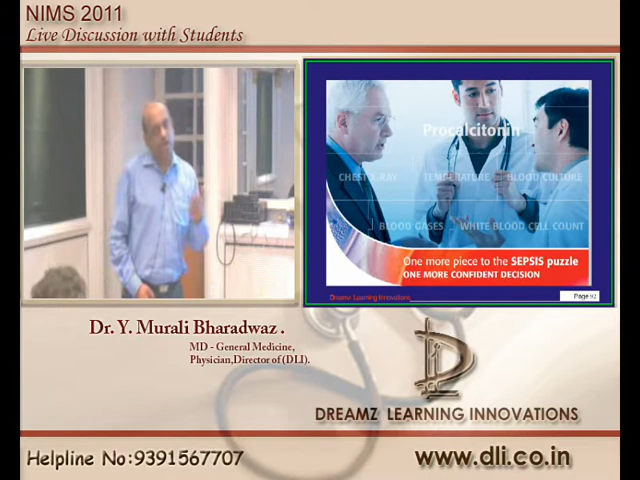 NIMS 2011
Live Discussion with Students
Procalcitonin
CHEST X-RAY TEMPERATURE BLOOD CULTURE
BLOOD GASES WHITE BLOOD CELL COUNT
One more piece to the SEPSIS puzzle
ONE MORE CONFIDENT DECISION
Dreamz Learning Innovations
Page 92
Dr. Y. Murali Bharadwaz .
MD - General Medicine,
Physician,Director of (DLI).
DREAMZ LEARNING INNOVATIONS
Helpline No:9391567707
www.dli.co.in